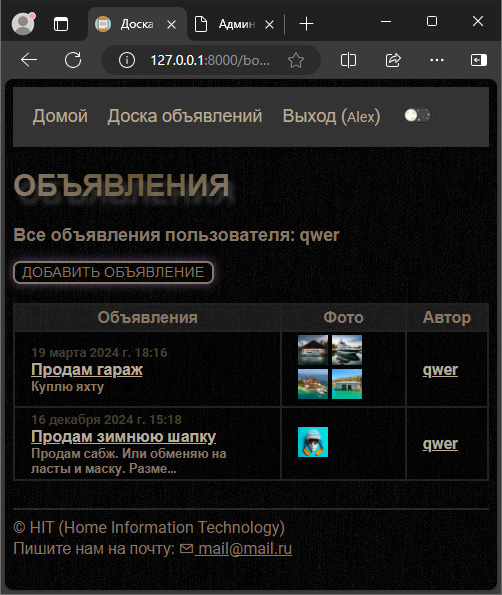 Доска
Админ
127.0.0.1:8000/bo...
Домой Доска объявлений Выход (Alex)
ОБЪЯВЛЕНИЯ
Все объявления пользователя: qwer
ДОБАВИТЬ ОБЪЯВЛЕНИЕ
Объявления Фото Автор
19 марта 2024 г. 18:16
Продам гараж
Куплю яхту
qwer
16 декабря 2024 г. 15:18
Продам зимнюю шапку
Продам сабж. Или обменяю на
ласты и маску. Разме...
qwer
© HIT (Home Information Technology)
Пишите нам на почту: mail@mail.ru